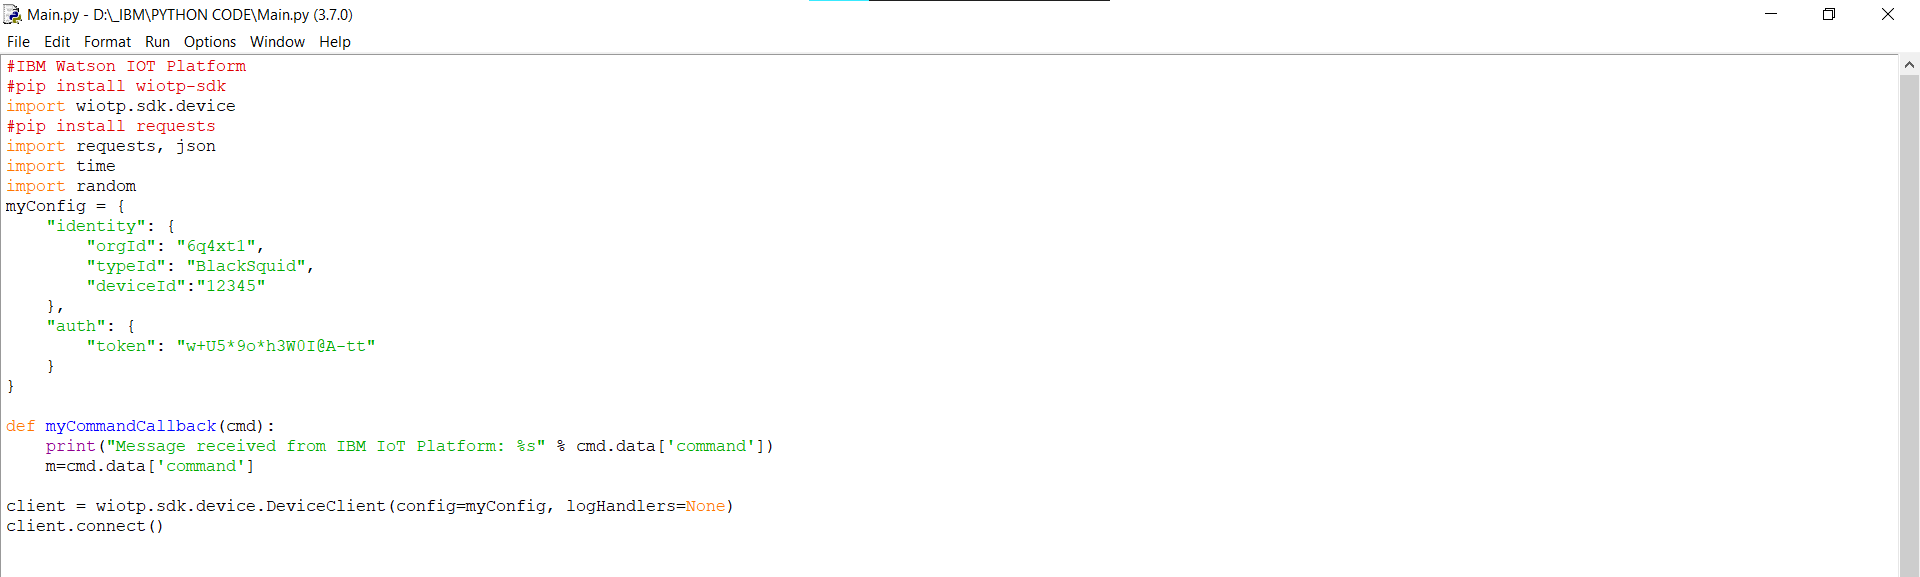 Main.py - D:\_IBM\PYTHON CODE\Main.py (3.7.0)
File Edit Format Run Options Window Help
#IBM Watson IOT Platform
#pip install wiotp-sdk
import wiotp.sdk.device
#pip install requests
import requests, json
import time
import random
myConfig = {
    "identity": {
        "orgId": "6q4xt1",
        "typeId": "BlackSquid",
        "deviceId":"12345"
    },
    "auth": {
        "token": "w+U5*9o*h3W0I@A-tt"
    }
}
def myCommandCallback(cmd):
    print("Message received from IBM IoT Platform: %s" % cmd.data['command'])
    m=cmd.data['command']
client = wiotp.sdk.device.DeviceClient(config=myConfig, logHandlers=None)
client.connect()